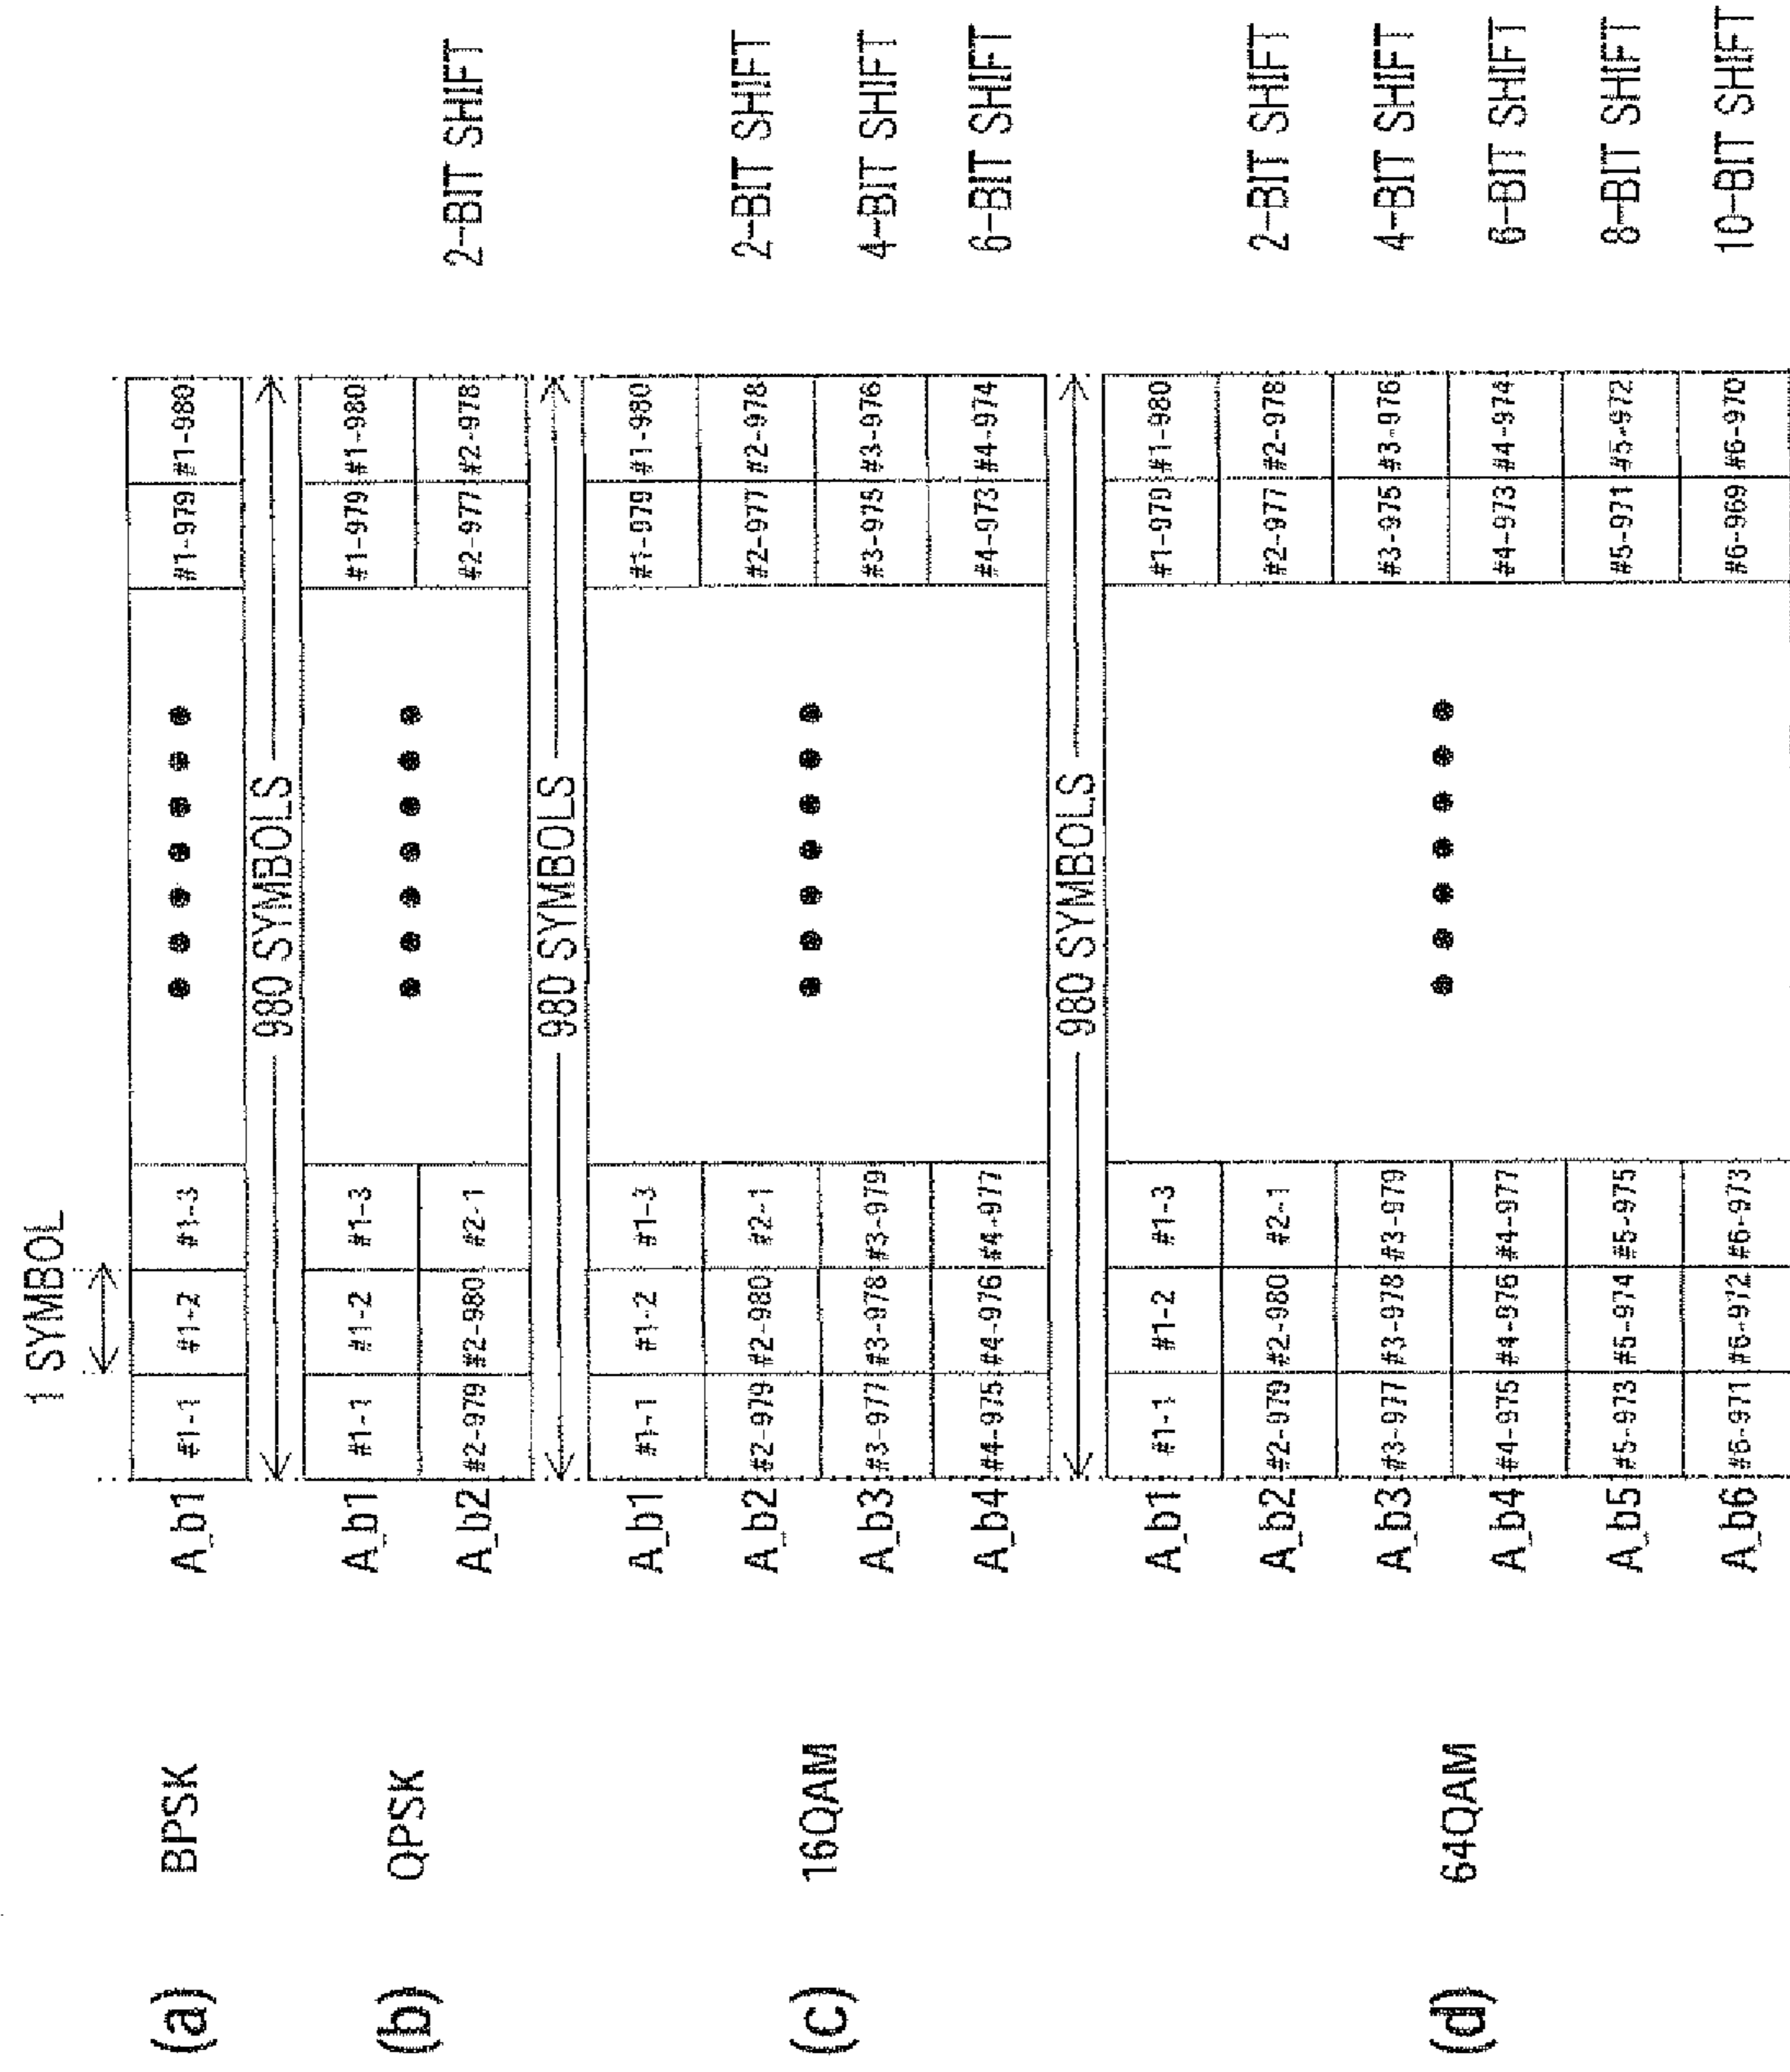 1 SYMBOL
(a) BPSK A_b1 #1-1 #1-2 #1-3 #1-979 #1-980
980 SYMBOLS
(b) QPSK
A_b1 #1-1 #1-2 #1-3 #1-979 #1-980
A_b2 #2-979 #2-980 #2-1 #2-977 #2-978 2-BIT SHIFT
980 SYMBOLS
(c) 16QAM
A_b1 #1-1 #1-2 #1-3 #1-979 #1-980
A_b2 #2-979 #2-980 #2-1 #2-977 #2-978 2-BIT SHIFT
A_b3 #3-977 #3-978 #3-979 #3-975 #3-976 4-BIT SHIFT
A_b4 #4-975 #4-976 #4-977 #4-973 #4-974 6-BIT SHIFT
980 SYMBOLS
(d) 64QAM
A_b1 #1-1 #1-2 #1-3 #1-979 #1-980
A_b2 #2-979 #2-980 #2-1 #2-977 #2-978 2-BIT SHIFT
A_b3 #3-977 #3-978 #3-979 #3-975 #3-976 4-BIT SHIFT
A_b4 #4-975 #4-976 #4-977 #4-973 #4-974 6-BIT SHIFT
A_b5 #5-973 #5-974 #5-975 #5-971 #5-972 8-BIT SHIFT
A_b6 #6-971 #6-972 #6-973 #6-969 #6-970 10-BIT SHIFT